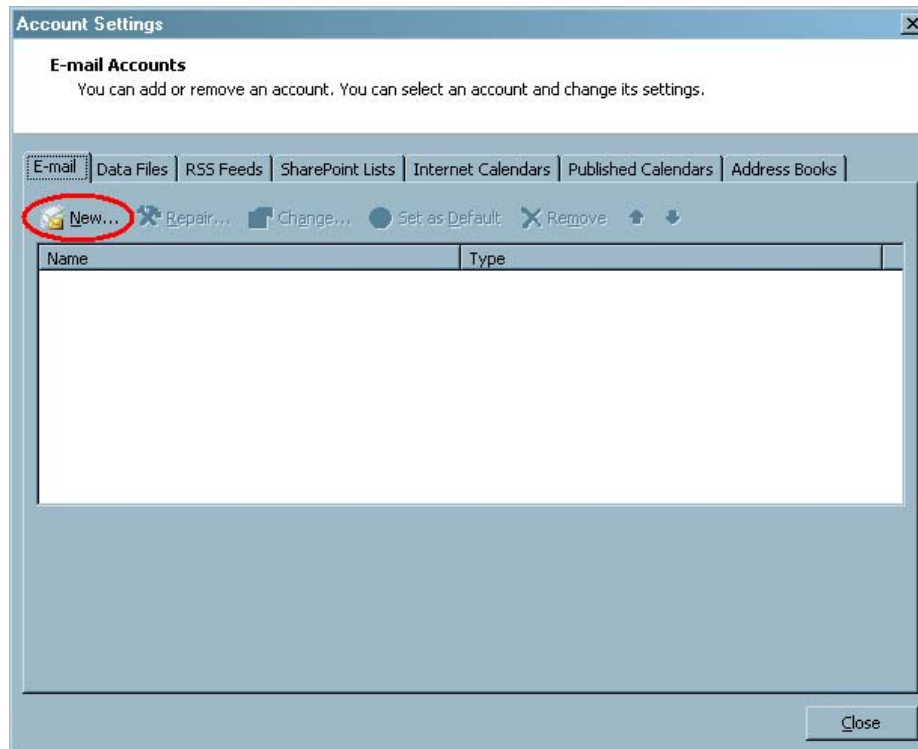 Account Settings
E-mail Accounts
You can add or remove an account. You can select an account and change its settings.
E-mail Data Files RSS Feeds SharePoint Lists Internet Calendars Published Calendars Address Books
New... Repair... Change... Set as Default Remove
Name Type
Close